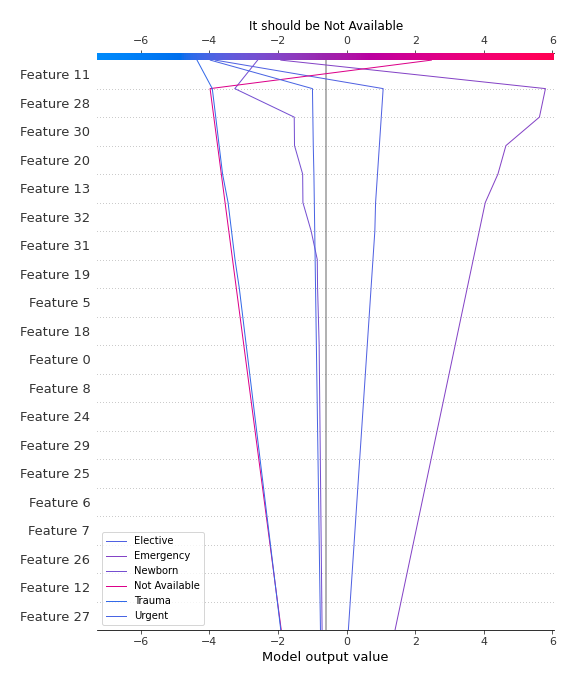 It should be Not Available
−6 −4 −2 0 2 4 6
Feature 11
Feature 28
Feature 30
Feature 20
Feature 13
Feature 32
Feature 31
Feature 19
Feature 5
Feature 18
Feature 0
Feature 8
Feature 24
Feature 29
Feature 25
Feature 6
Feature 7
Feature 26
Feature 12
Feature 27
Elective
Emergency
Newborn
Not Available
Trauma
Urgent
−6 −4 −2 0 2 4 6
Model output value